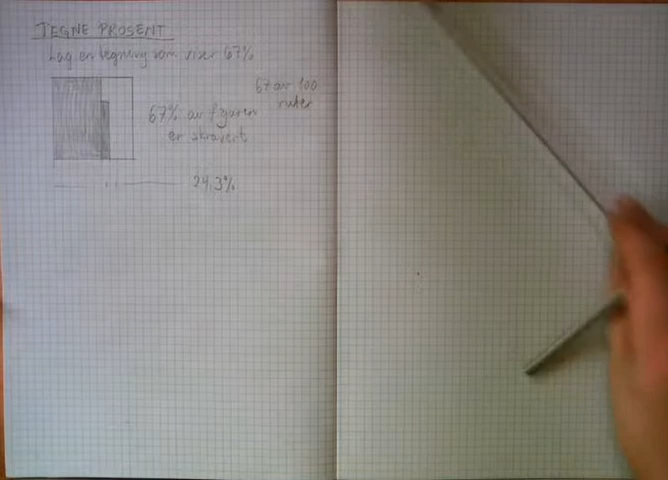 TEGNE PROSENT
Lag en tegning som viser 67%
67 av 100
ruter
67% av figuren
er skravert
— 11 — 24,3%